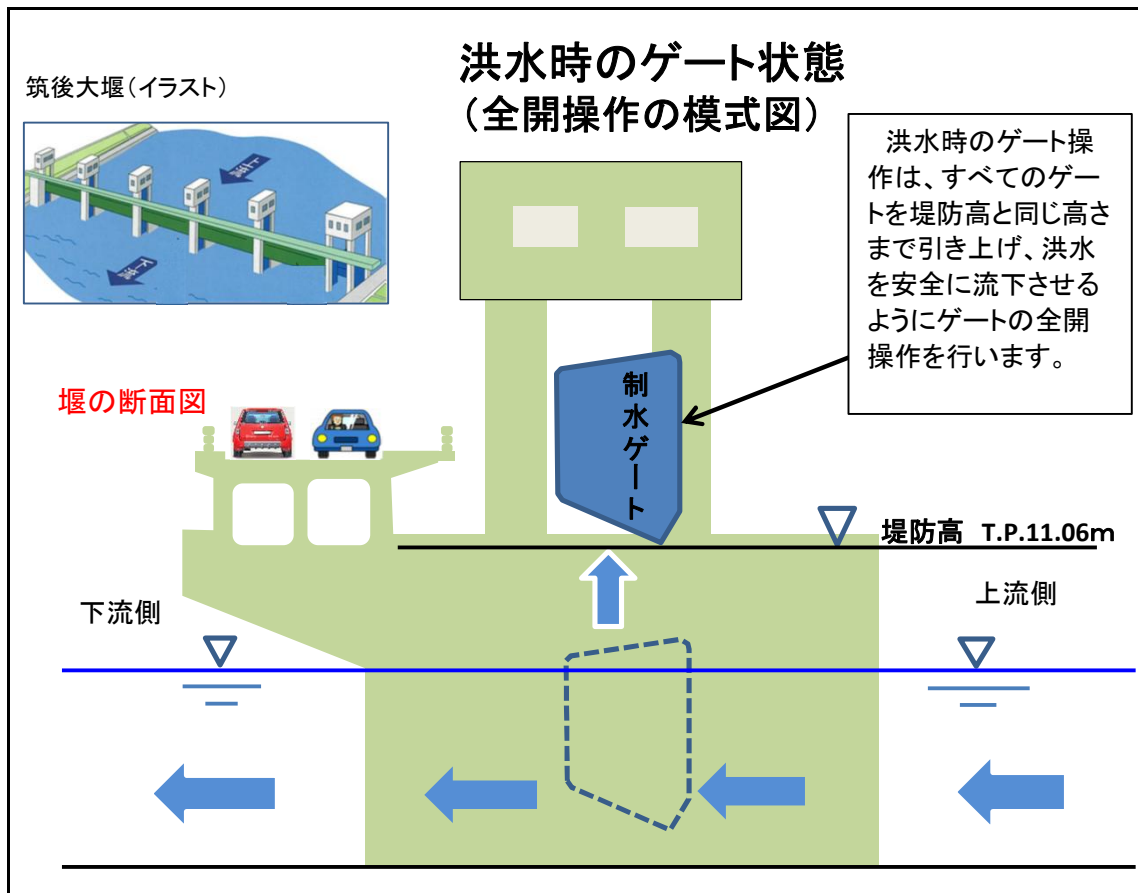 洪水時のゲート状態
（全開操作の模式図）
筑後大堰（イラスト）
上流
下流
洪水時のゲート操
作は、すべてのゲー
トを堤防高と同じ高さ
まで引き上げ、洪水
を安全に流下させる
ようにゲートの全開
操作を行います。
堰の断面図
制水ゲート
堤防高 T.P.11.06m
下流側
上流側